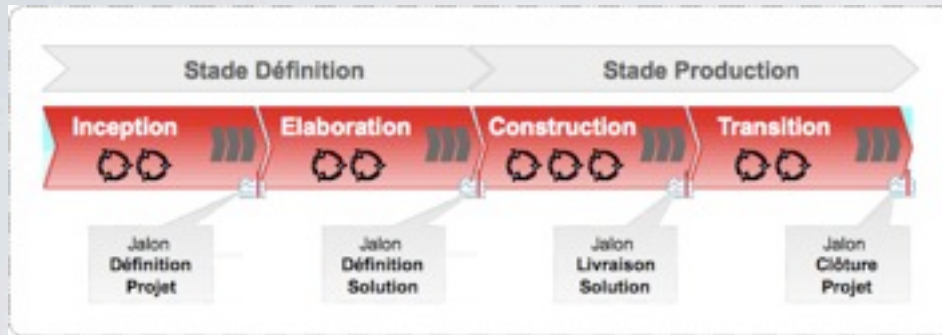 Stade Définition
Stade Production
Inception
Elaboration
Construction
Transition
Jalon
Définition
Projet
Jalon
Définition
Solution
Jalon
Livraison
Solution
Jalon
Clôture
Projet